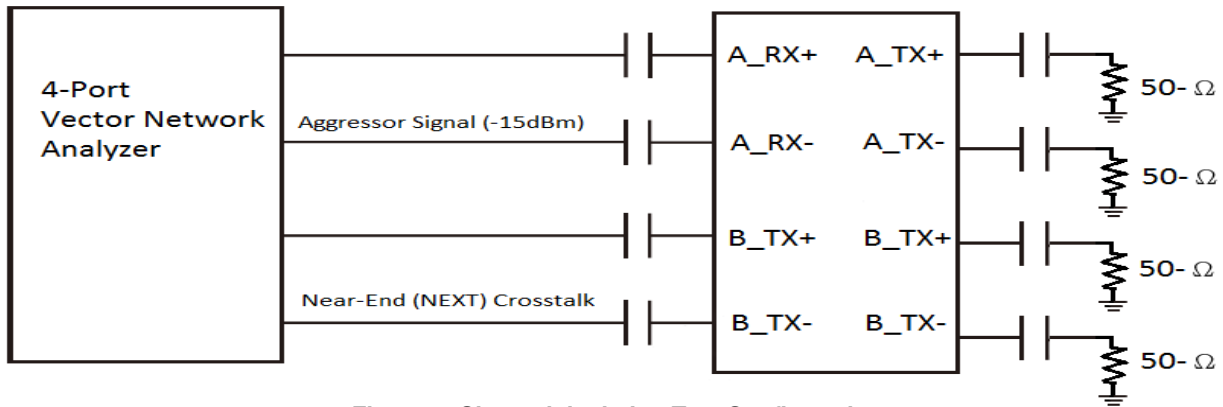 4-Port
Vector Network
Analyzer
Aggressor Signal (-15dBm)
Near-End (NEXT) Crosstalk
A_RX+ A_TX+
A_RX- A_TX-
B_TX+ B_TX+
B_TX- B_TX-
50- Ω
50- Ω
50- Ω
50- Ω